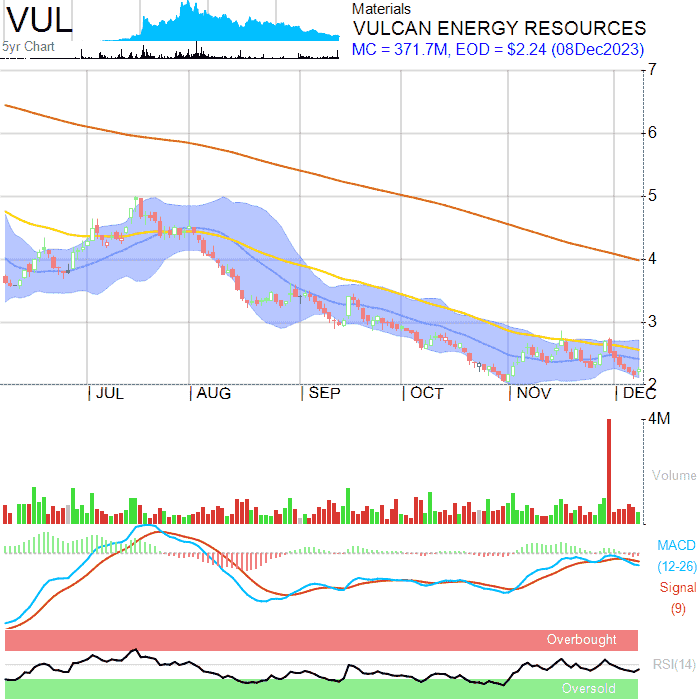 VUL
5yr Chart
Materials
VULCAN ENERGY RESOURCES
MC = 371.7M, EOD = $2.24 (08Dec2023)
7
6
5
4
3
2
JUL
AUG
SEP
OCT
NOV
DEC
4M
Volume
MACD
(12-26)
Signal
(9)
Overbought
RSI(14)
Oversold